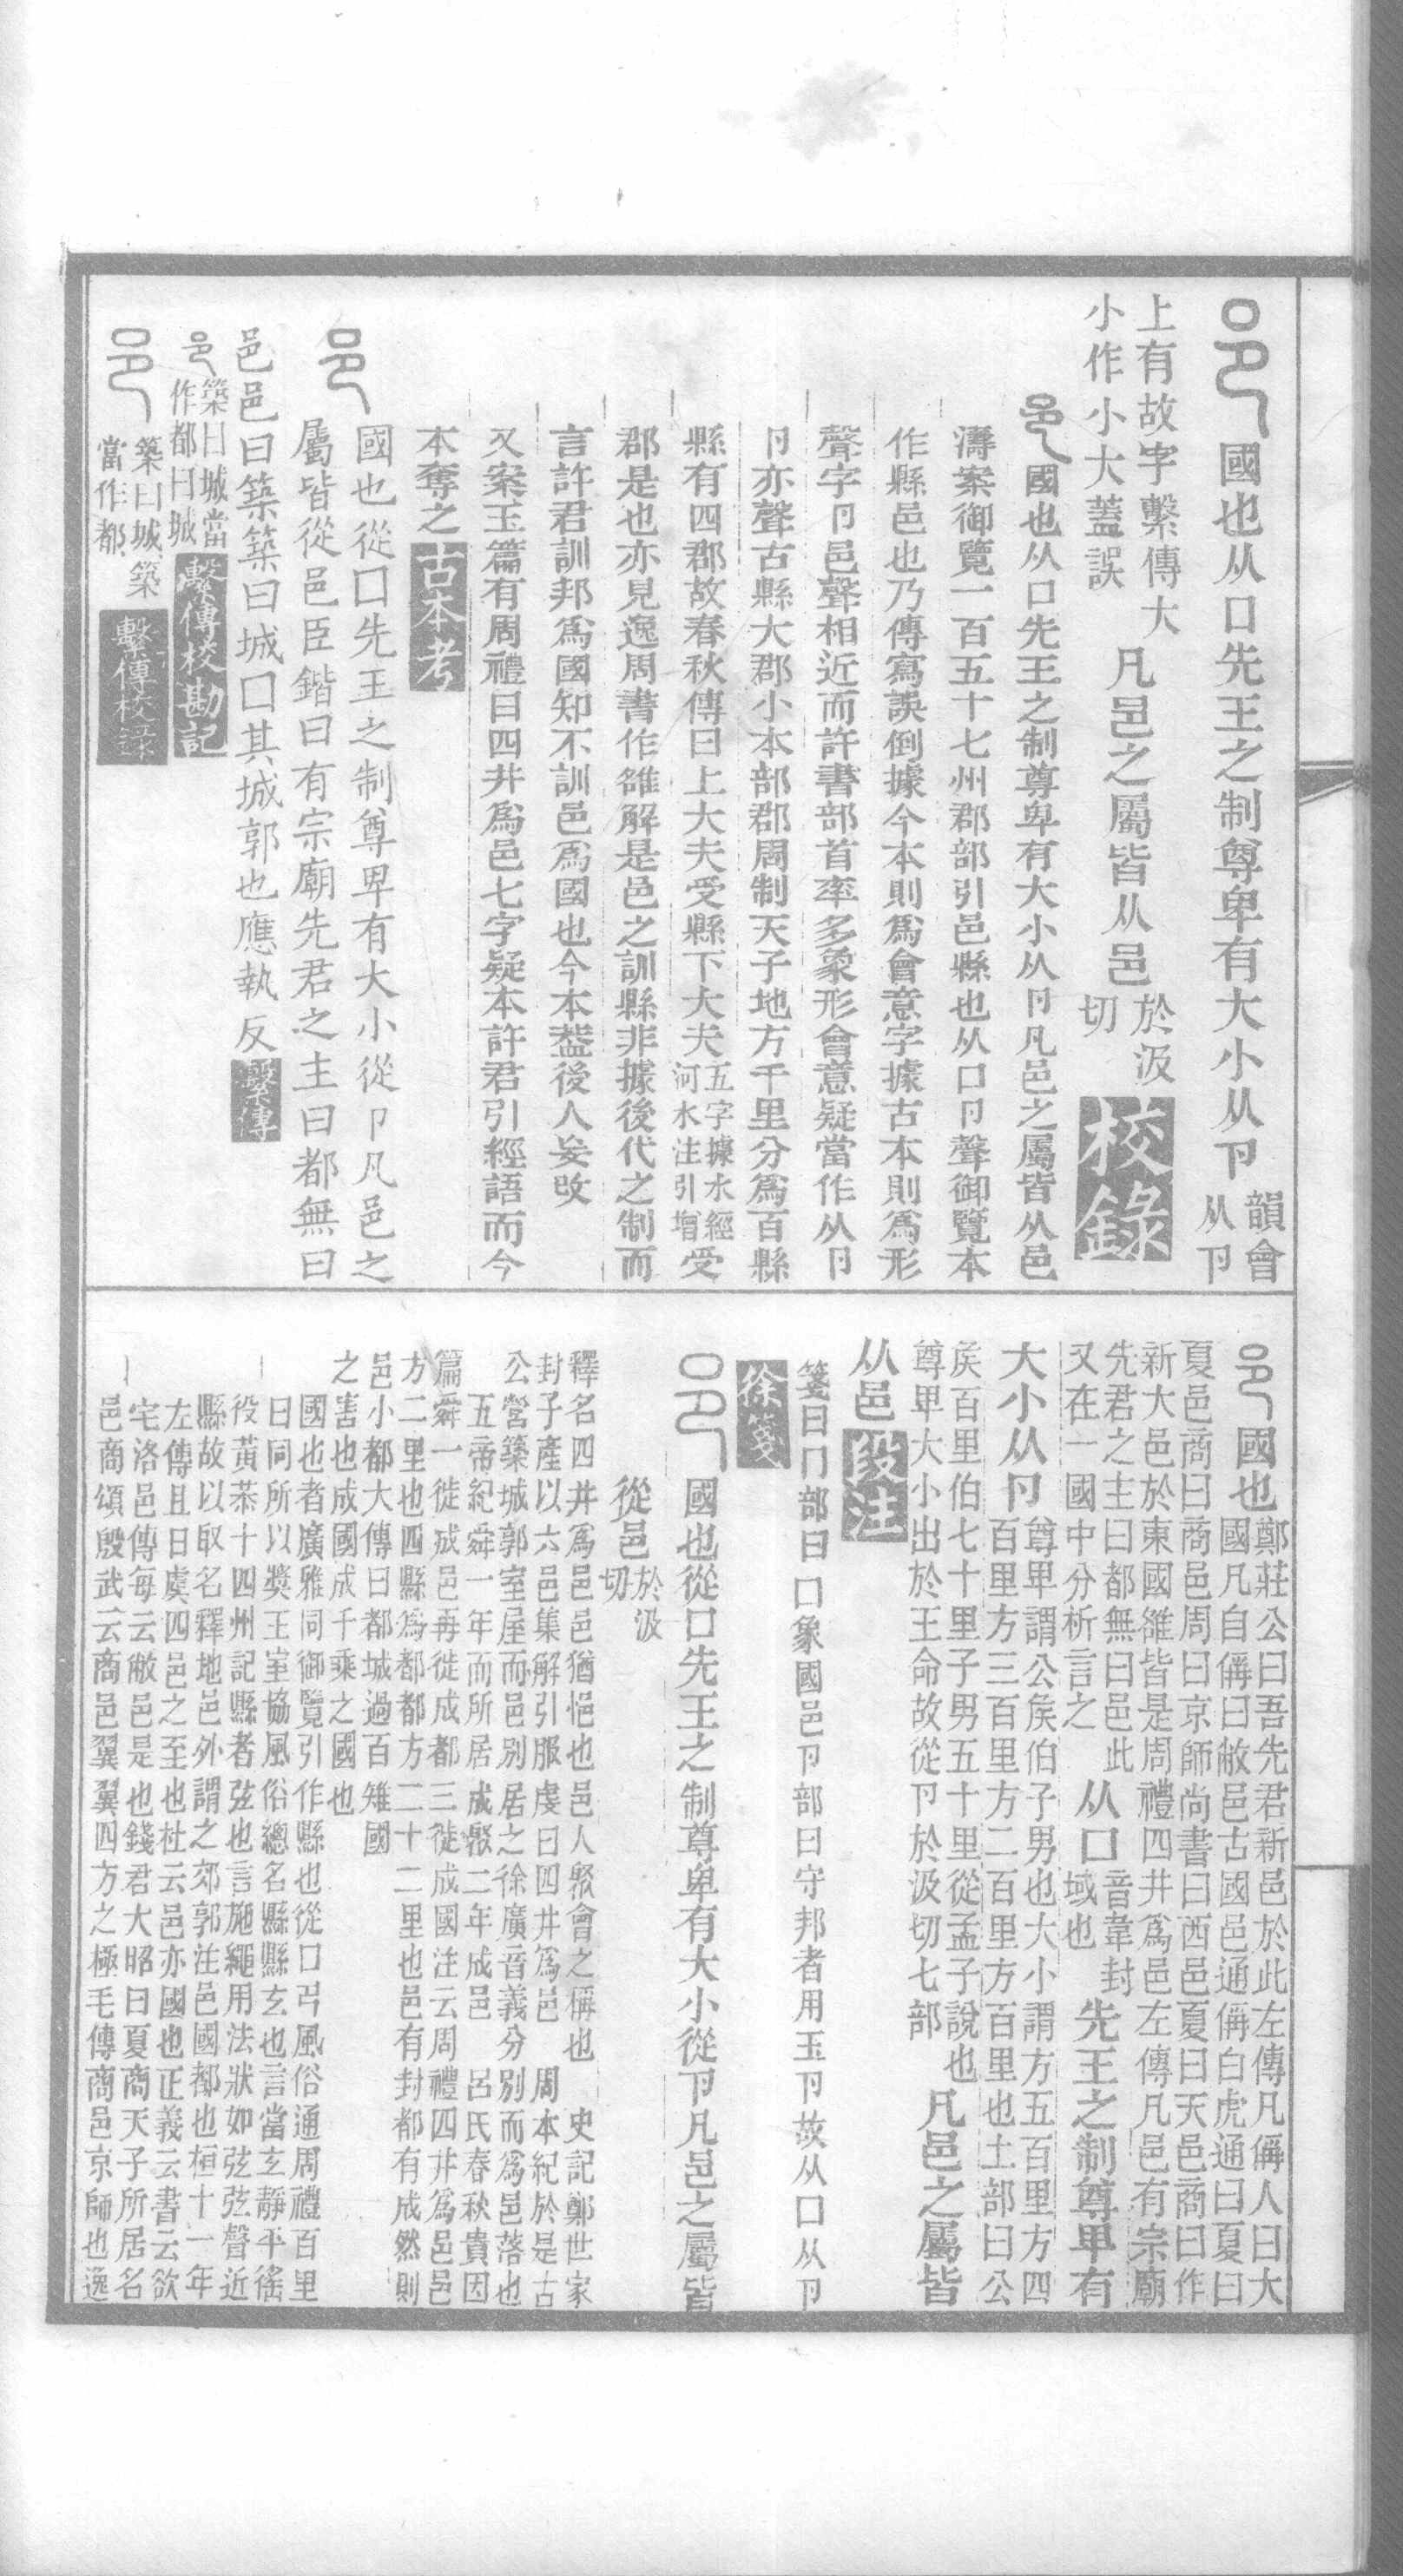 國也从口先王之制尊卑有大小从卪
韻會
从卪
上有故字繫傳大
小作小大蓋誤
凡邑之屬皆从邑
於汲
切
校錄
國也从口先王之制尊卑有大小从卪凡邑之屬皆从邑
濤案御覽一百五十七州郡部引邑縣也从口卪聲御覽本
作縣邑也乃傳寫誤倒據今本則爲會意字據古本則爲形
聲字卪邑聲相近而許書部首率多象形會意疑當作从卪
卪亦聲古縣大郡小本部郡周制天子地方千里分爲百縣
縣有四郡故春秋傳曰上大夫受縣下大夫
五字據水經
河水注引增
受
郡是也亦見逸周書作雒解是邑之訓縣非據後代之制而
言許君訓邦爲國知不訓邑爲國也今本葢後人妄改
又案玉篇有周禮曰四井爲邑七字疑本許君引經語而今
本奪之
古本考
國也從囗先王之制尊卑有大小從卪凡邑之
屬皆從邑臣鍇曰有宗廟先君之主曰都無曰
邑邑曰築築曰城囗其城郭也應執反
繫傳
築曰城當
作都曰城
繫傳校勘記
築曰城築
當作都
繫傳校錄
國也
鄭莊公曰吾先君新邑於此左傳凡偁人曰大
國凡自偁曰敝邑古國邑通偁白虎通曰夏曰
夏邑商曰商邑周曰京師尚書曰西邑夏曰天邑商曰作
新大邑於東國雒皆是周禮四井爲邑左傳凡邑有宗廟
先君之主曰都無曰邑此
又在一國中分析言之
从囗
音韋封
域也
先王之制尊卑有
大小从卪
尊卑謂公矦伯子男也大小謂方五百里方四
百里方三百里方二百里方百里也土部曰公
矦百里伯七十里子男五十里從孟子說也
尊卑大小出於王命故從卪於汲切七部
凡邑之屬皆
从邑
段注
箋曰冂部曰囗象國邑卪部曰守邦者用玉卪故从囗从卪
徐箋
國也從囗先王之制尊卑有大小從卪凡邑之屬皆
從邑
於汲
切
釋名四井爲邑邑猶悒也邑人聚會之稱也 史記鄭世家
封子產以六邑集解引服虔曰四井爲邑 周本紀於是古
公營築城郭室屋而邑別居之徐廣音義分別而爲邑落也
五帝紀舜一年而所居成聚二年成邑 呂氏春秋貴因
篇舜一徙成邑再徙成都三徙成國注云周禮四井爲邑邑
方二里也四縣爲都都方二十二里也邑有封都有成然則
邑小都大傳曰都城過百雉國
之害也成國成千乘之國也
國也者廣雅同御覽引作縣也從口丏風俗通周禮百里
曰同所以獎王室協風俗總名縣縣玄也言當玄靜平徭
役黃恭十四州記縣者弦也言施繩用法狀如弦弦聲近
縣故以取名釋地邑外謂之郊郭注邑國都也桓十一年
左傳且日虞四邑之至也杜云邑亦國也正義云書云欲
宅洛邑傳每云敝邑是也錢君大昭曰夏商天子所居名
邑商頌殷武云商邑翼翼四方之極毛傳商邑京師也逸